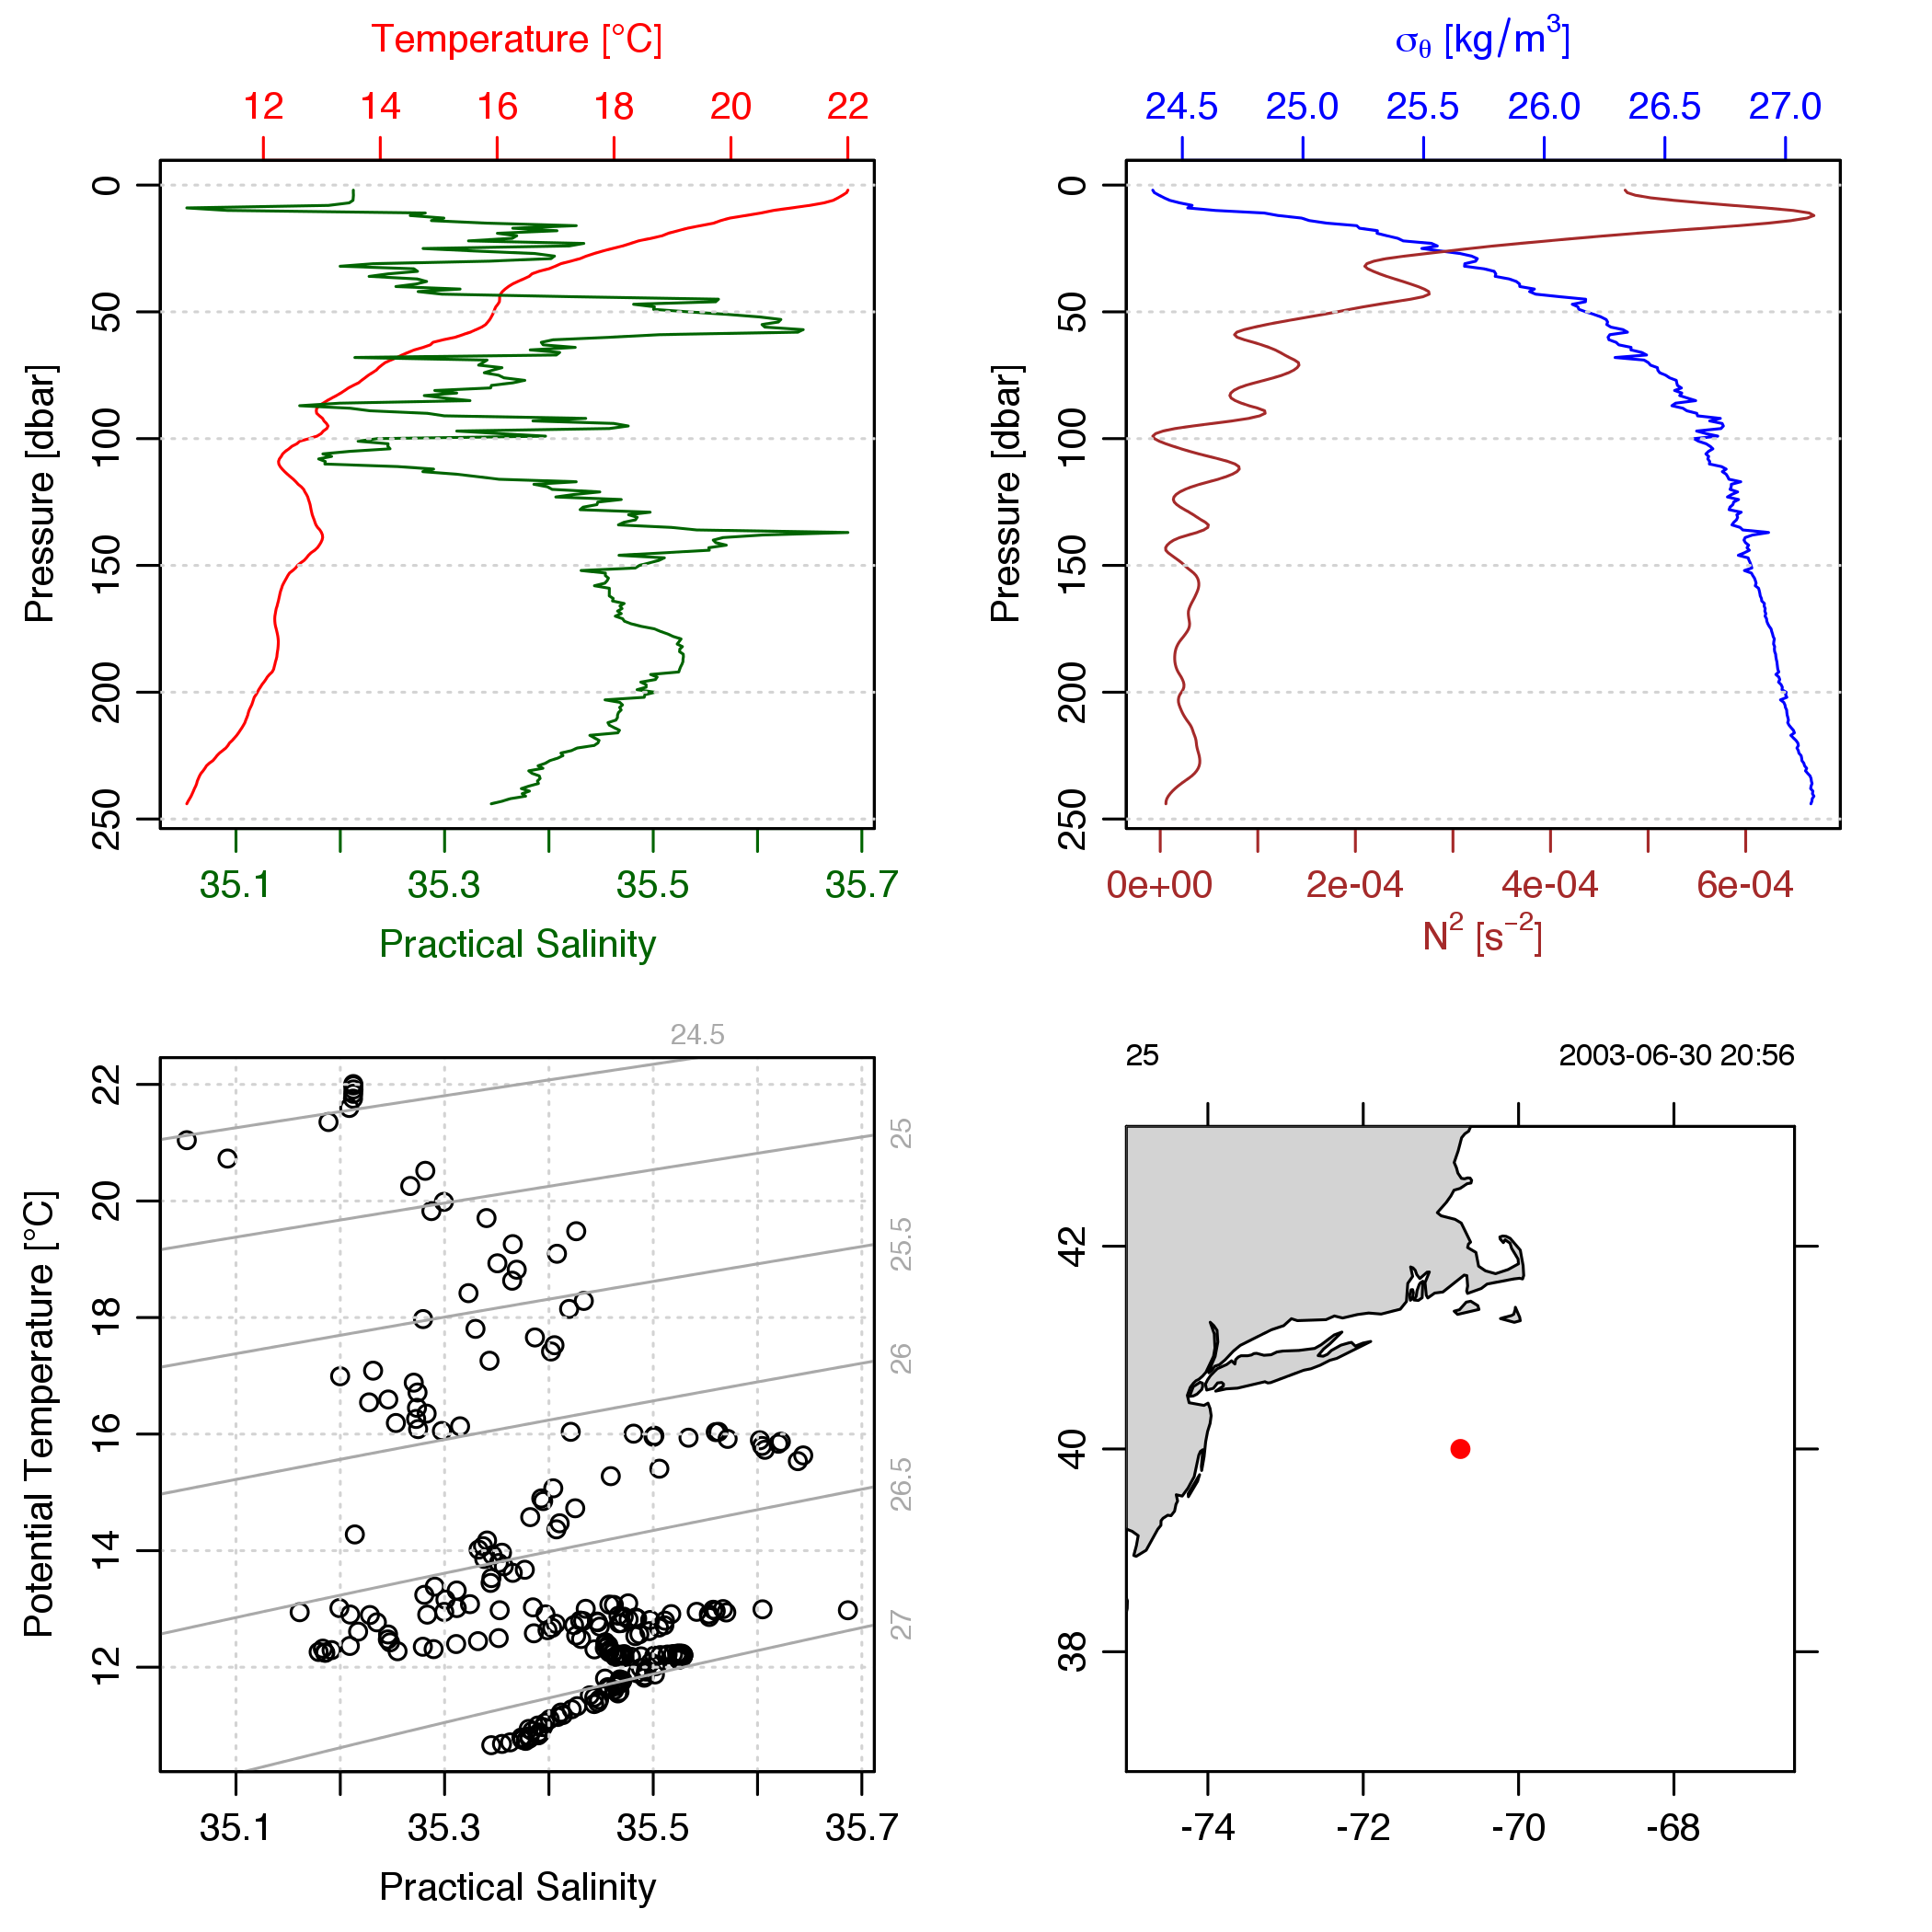 Temperature [°C]
12 14 16 18 20 22
0
50
100
150
200
250
Pressure [dbar]
35.1 35.3 35.5 35.7
Practical Salinity
σθ [kg/m³]
24.5 25.0 25.5 26.0 26.5 27.0
0
50
100
150
200
250
Pressure [dbar]
0e+00 2e-04 4e-04 6e-04
N² [s⁻²]
24.5
25
25.5
26
26.5
27
22
20
18
16
14
12
Potential Temperature [°C]
35.1 35.3 35.5 35.7
Practical Salinity
25 2003-06-30 20:56
42
40
38
-74 -72 -70 -68